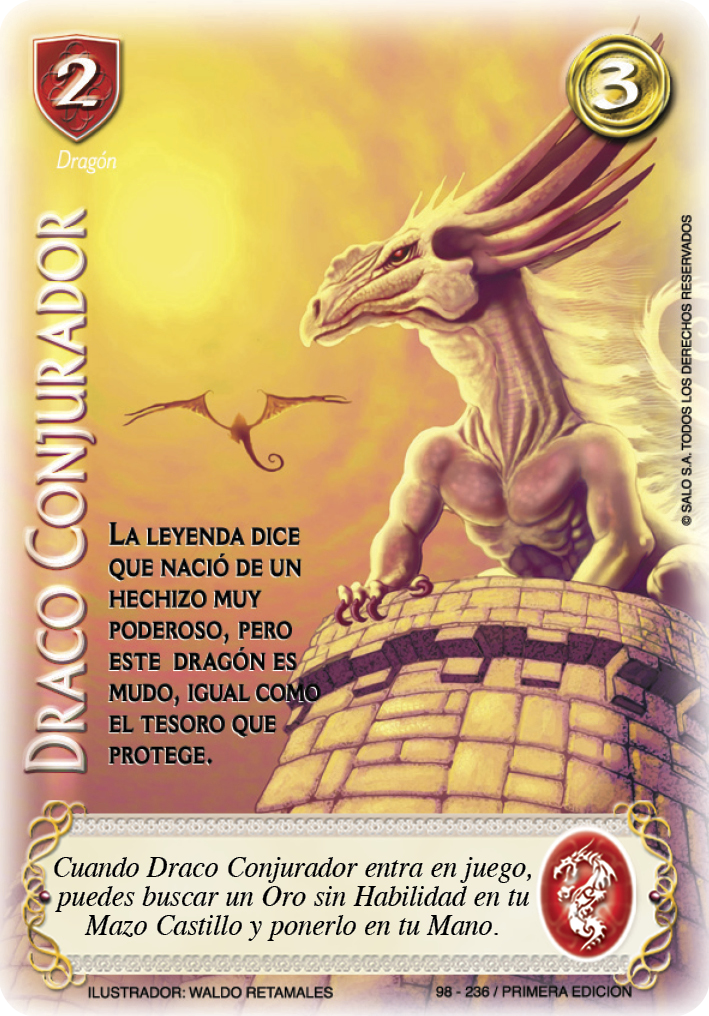 2
3
Dragón
DRACO CONJURADOR
© SALO S.A. TODOS LOS DERECHOS RESERVADOS
LA LEYENDA DICE
QUE NACIÓ DE UN
HECHIZO MUY
PODEROSO, PERO
ESTE DRAGÓN ES
MUDO, IGUAL COMO
EL TESORO QUE
PROTEGE.
Cuando Draco Conjurador entra en juego,
puedes buscar un Oro sin Habilidad en tu
Mazo Castillo y ponerlo en tu Mano.
ILUSTRADOR: WALDO RETAMALES
98 - 236 / PRIMERA EDICION